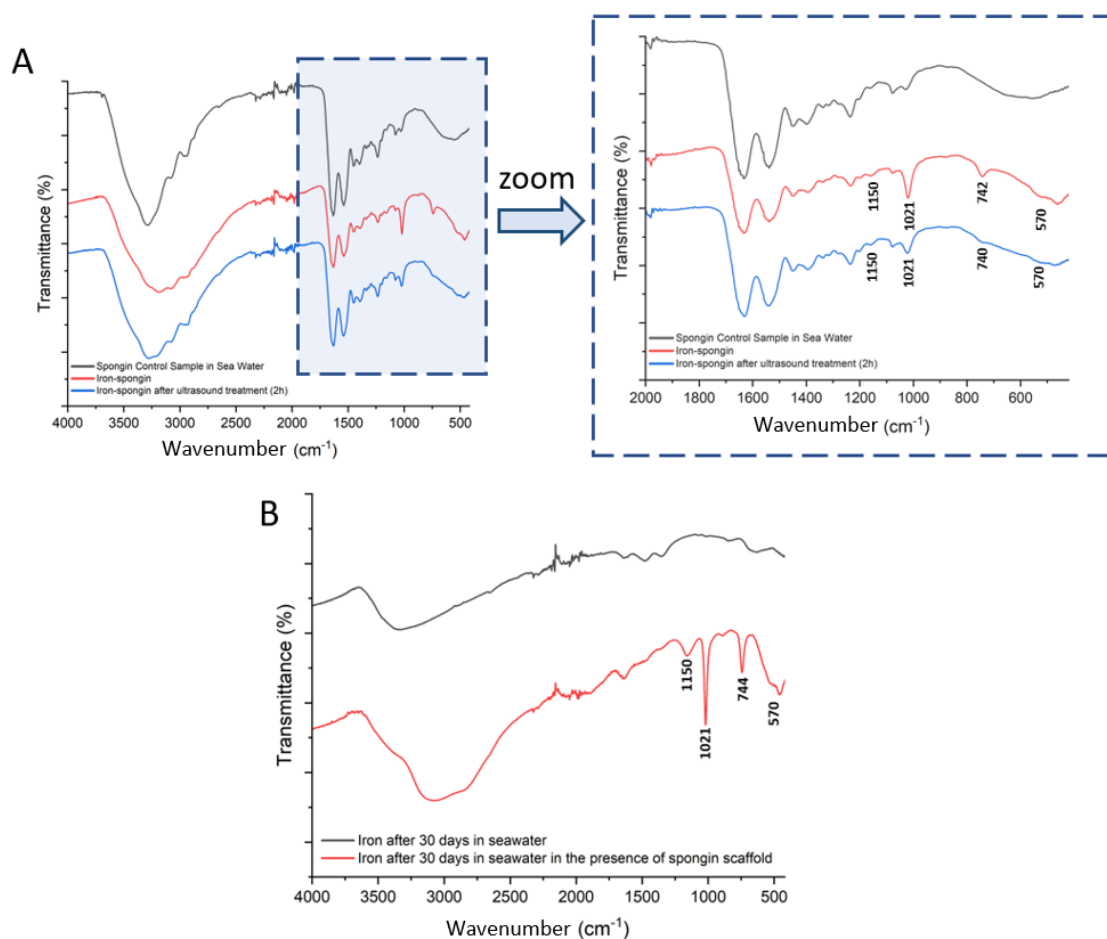 A
Transmittance (%)
Spongin Control Sample in Sea Water
Iron-spongin
Iron-spongin after ultrasound treatment (2h)
4000 3500 3000 2500 2000 1500 1000 500
Wavenumber (cm⁻¹)
zoom
Transmittance (%)
1150
1021
742
570
1150
1021
740
570
Spongin Control Sample in Sea Water
Iron-spongin
Iron-spongin after ultrasound treatment (2h)
2000 1800 1600 1400 1200 1000 800 600
Wavenumber (cm⁻¹)
B
Transmittance (%)
1150
1021
744
570
Iron after 30 days in seawater
Iron after 30 days in seawater in the presence of spongin scaffold
4000 3500 3000 2500 2000 1500 1000 500
Wavenumber (cm⁻¹)